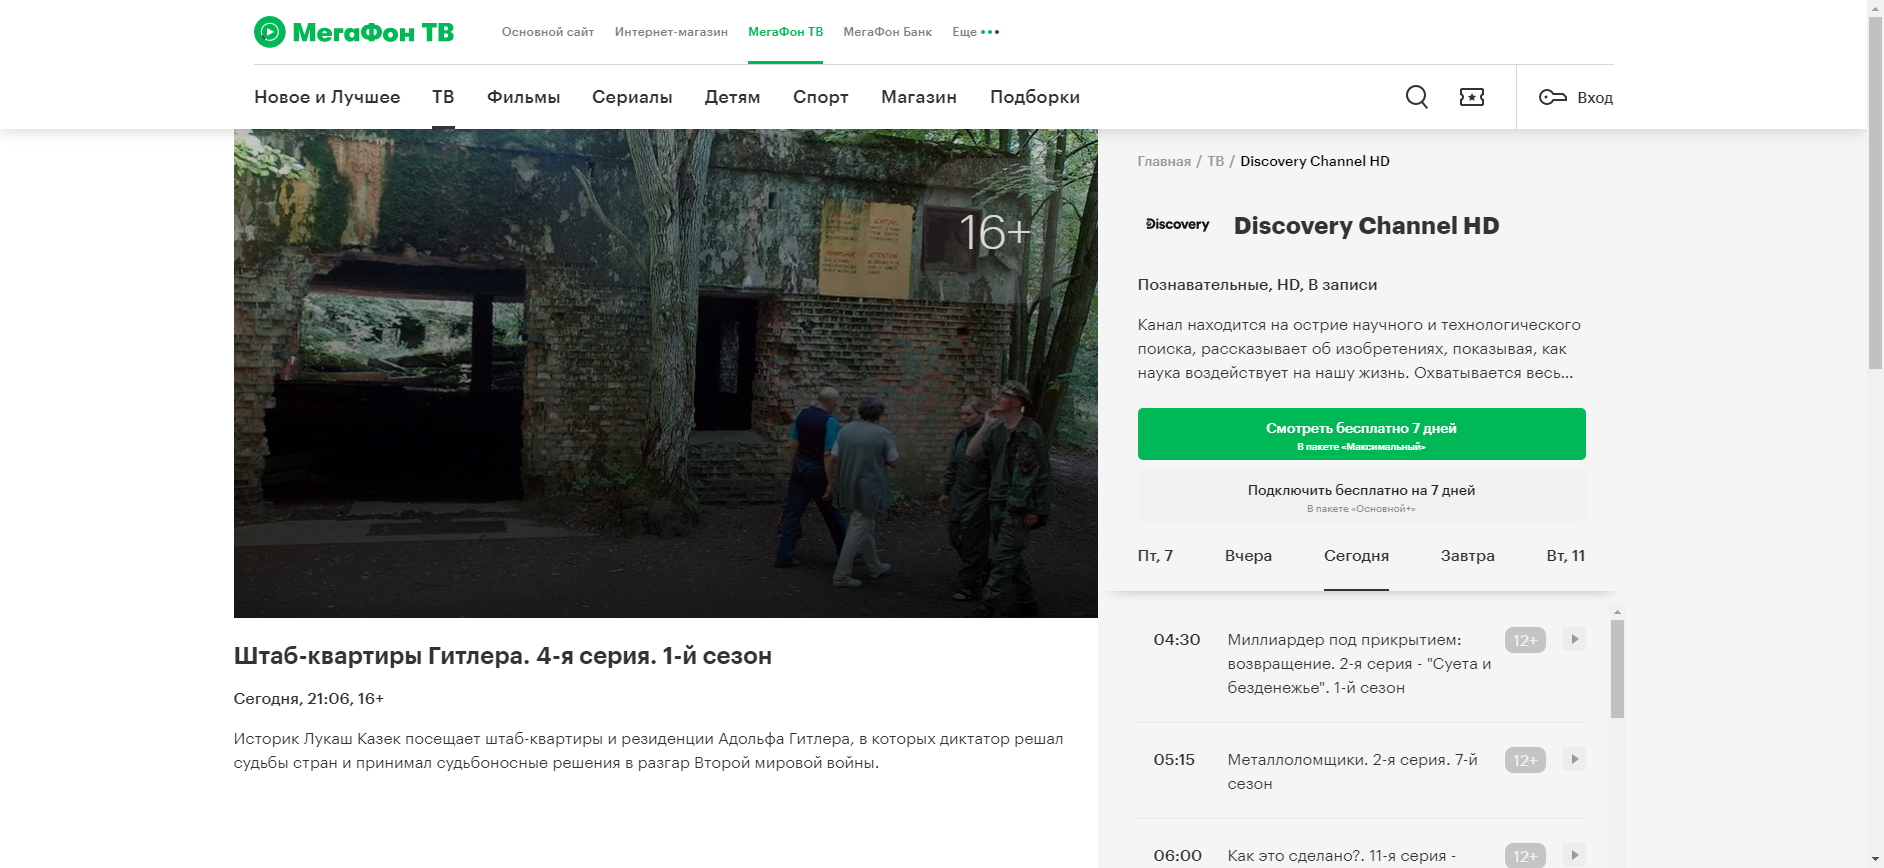 МегаФон ТВ
Основной сайт
Интернет-магазин
МегаФон ТВ
МегаФон Банк
Еще
Новое и Лучшее
ТВ
Фильмы
Сериалы
Детям
Спорт
Магазин
Подборки
Вход
16+
ACHTUNG
ATTENTION
Штаб-квартиры Гитлера. 4-я серия. 1-й сезон
Сегодня, 21:06, 16+
Историк Лукаш Казек посещает штаб-квартиры и резиденции Адольфа Гитлера, в которых диктатор решал
судьбы стран и принимал судьбоносные решения в разгар Второй мировой войны.
Главная / ТВ / Discovery Channel HD
Discovery
Discovery Channel HD
Познавательные, HD, В записи
Канал находится на острие научного и технологического
поиска, рассказывает об изобретениях, показывая, как
наука воздействует на нашу жизнь. Охватывается весь...
Смотреть бесплатно 7 дней
В пакете «Максимальный»
Подключить бесплатно на 7 дней
В пакете «Основной+»
Пт, 7
Вчера
Сегодня
Завтра
Вт, 11
04:30
Миллиардер под прикрытием:
возвращение. 2-я серия - "Суета и
безденежье". 1-й сезон
12+
05:15
Металлоломщики. 2-я серия. 7-й
сезон
12+
06:00
Как это сделано?. 11-я серия -
12+